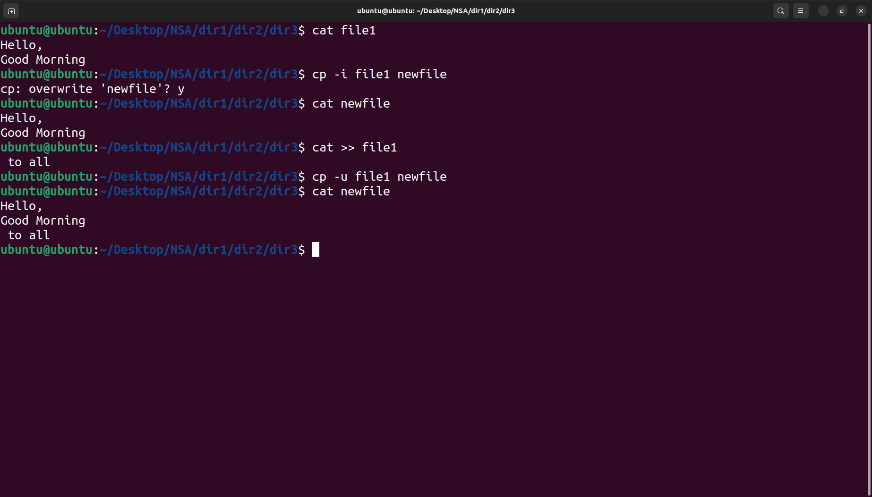 ubuntu@ubuntu: ~/Desktop/NSA/dir1/dir2/dir3
ubuntu@ubuntu:~/Desktop/NSA/dir1/dir2/dir3$ cat file1
Hello,
Good Morning
ubuntu@ubuntu:~/Desktop/NSA/dir1/dir2/dir3$ cp -i file1 newfile
cp: overwrite 'newfile'? y
ubuntu@ubuntu:~/Desktop/NSA/dir1/dir2/dir3$ cat newfile
Hello,
Good Morning
ubuntu@ubuntu:~/Desktop/NSA/dir1/dir2/dir3$ cat >> file1
 to all
ubuntu@ubuntu:~/Desktop/NSA/dir1/dir2/dir3$ cp -u file1 newfile
ubuntu@ubuntu:~/Desktop/NSA/dir1/dir2/dir3$ cat newfile
Hello,
Good Morning
 to all
ubuntu@ubuntu:~/Desktop/NSA/dir1/dir2/dir3$